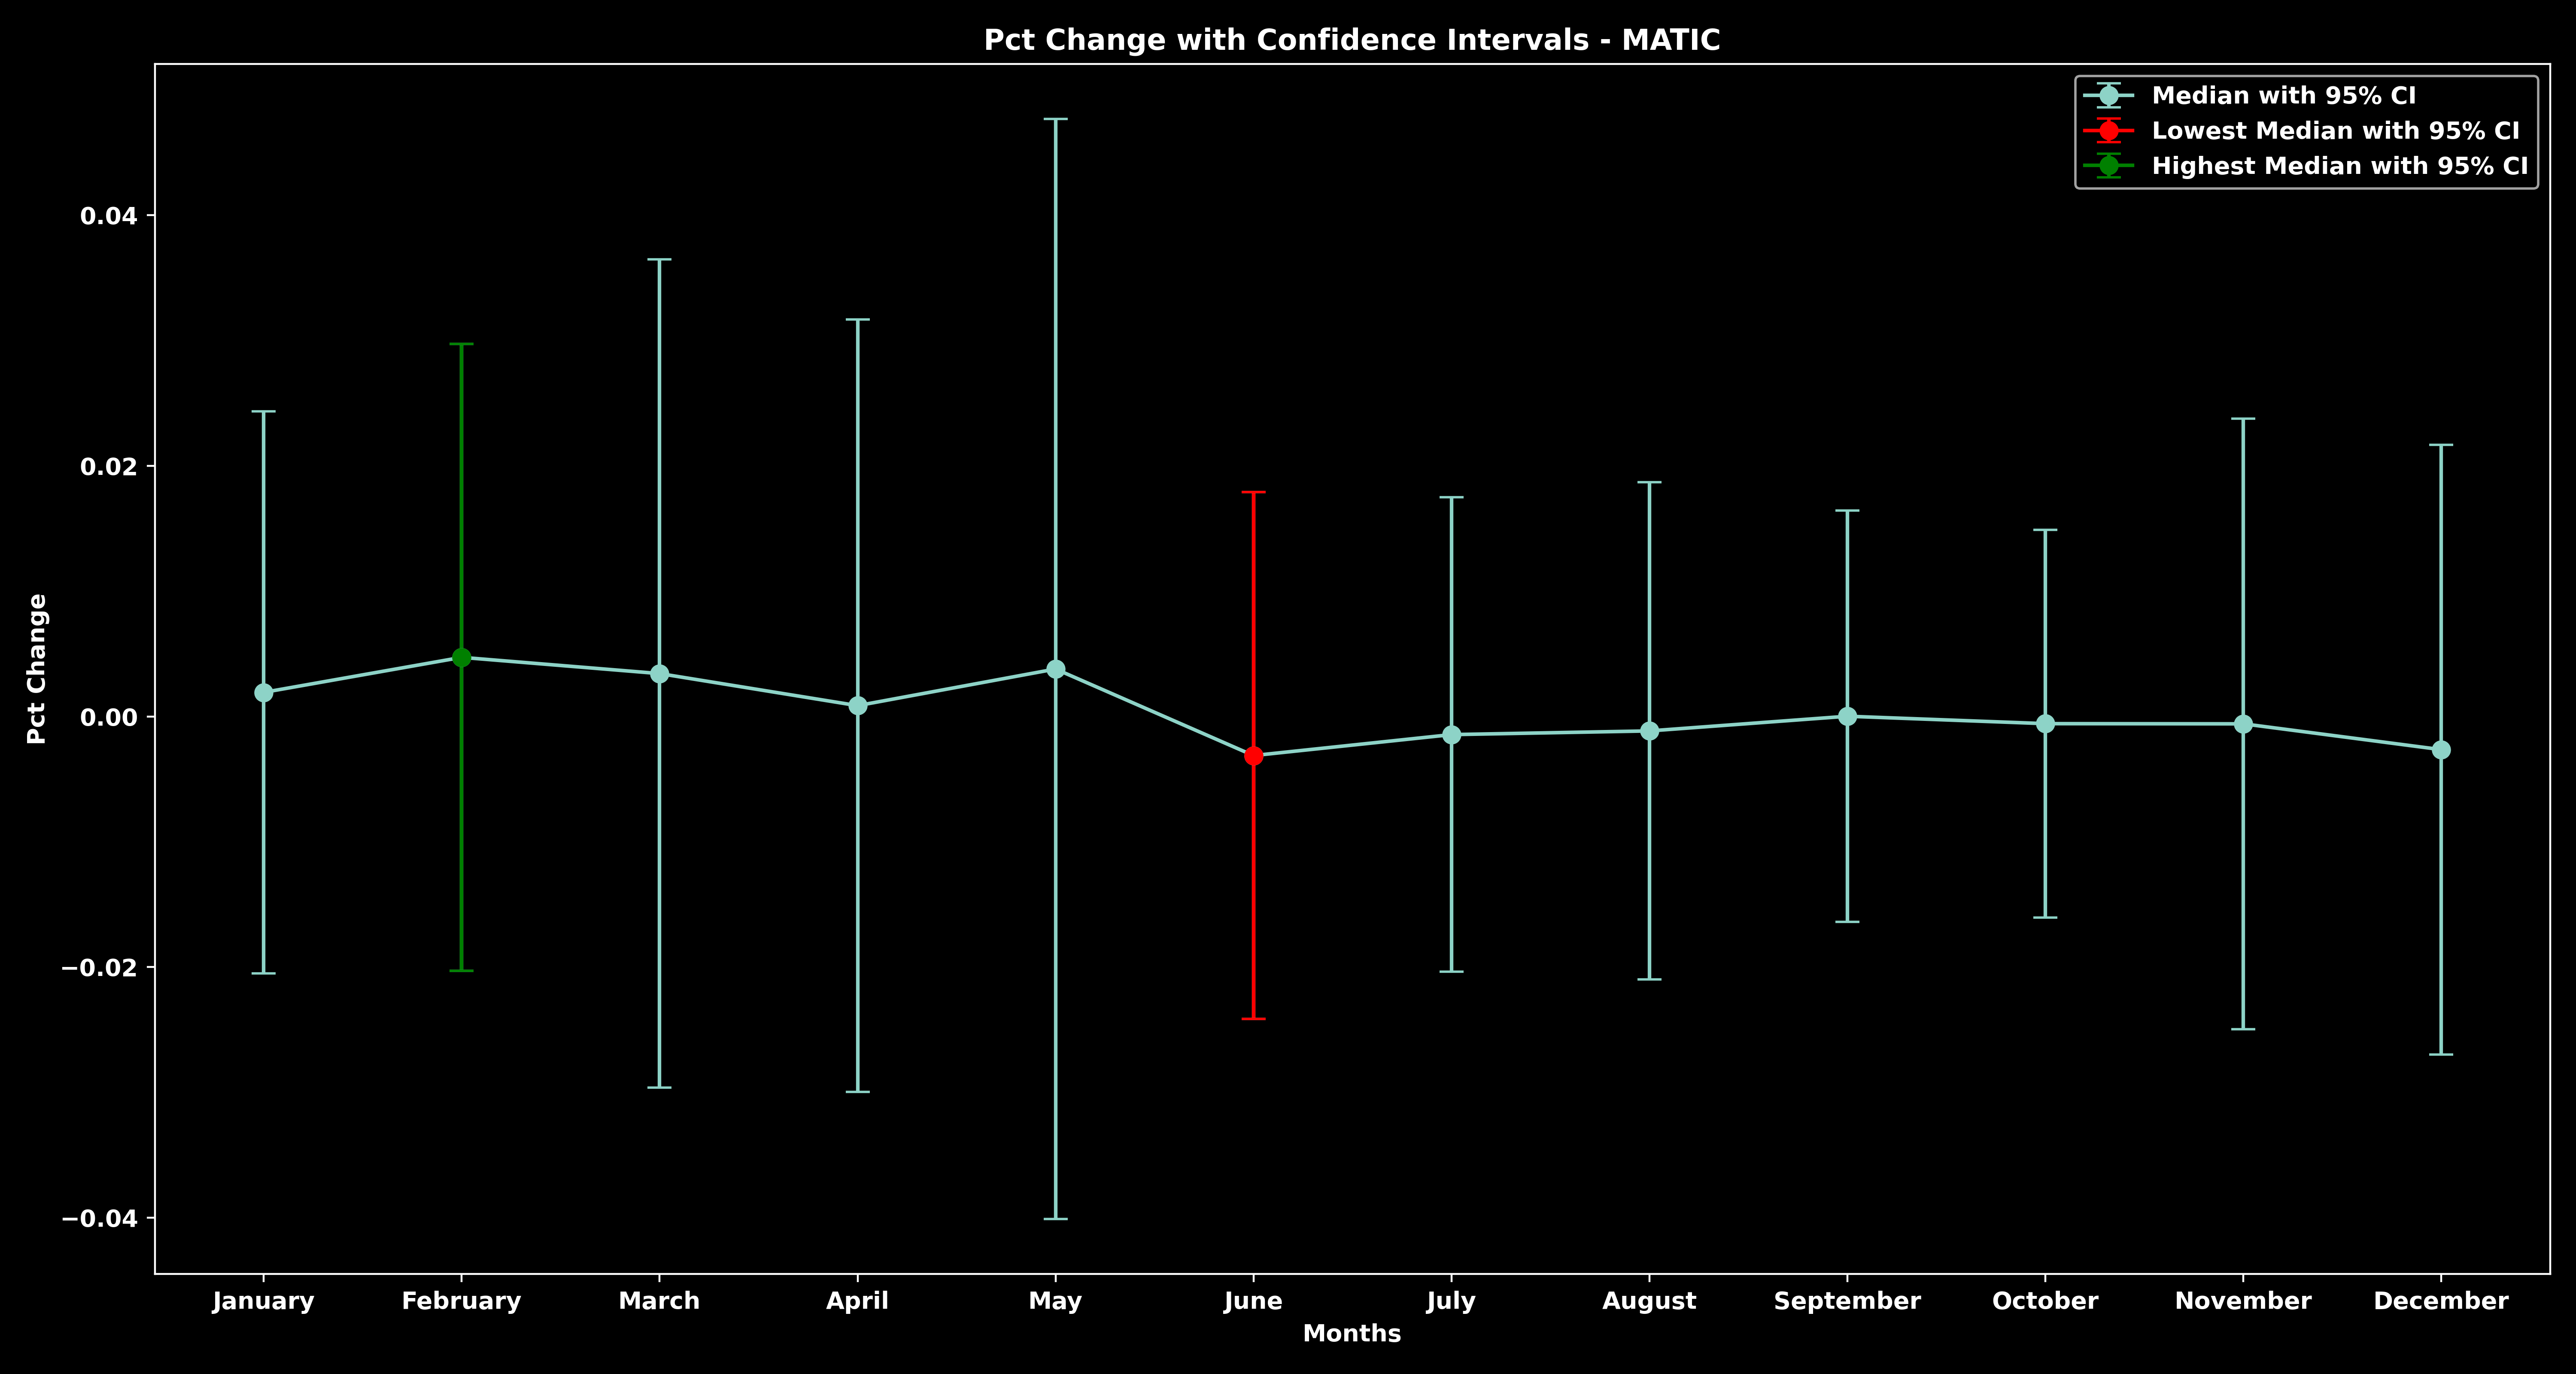 Pct Change with Confidence Intervals - MATIC
Median with 95% CI
Lowest Median with 95% CI
Highest Median with 95% CI
Pct Change
0.04
0.02
0.00
−0.02
−0.04
January February March April May June July August September October November December
Months